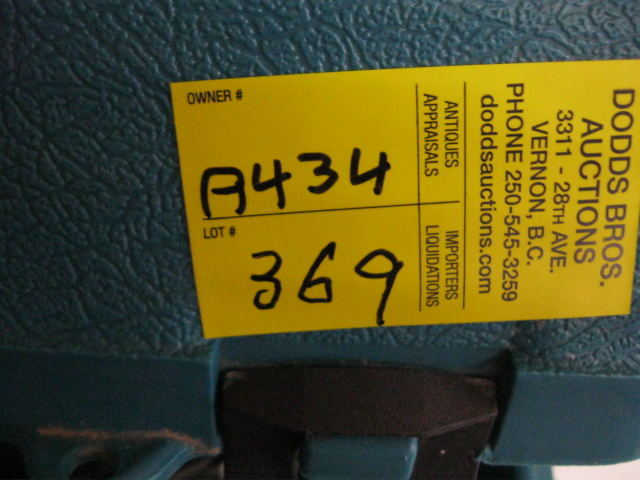 OWNER #
A434
LOT #
369
ANTIQUES
APPRAISALS
IMPORTERS
LIQUIDATIONS
DODDS BROS.
AUCTIONS
3311 - 28TH AVE.
VERNON, B.C.
PHONE 250-545-3259
doddsauctions.com